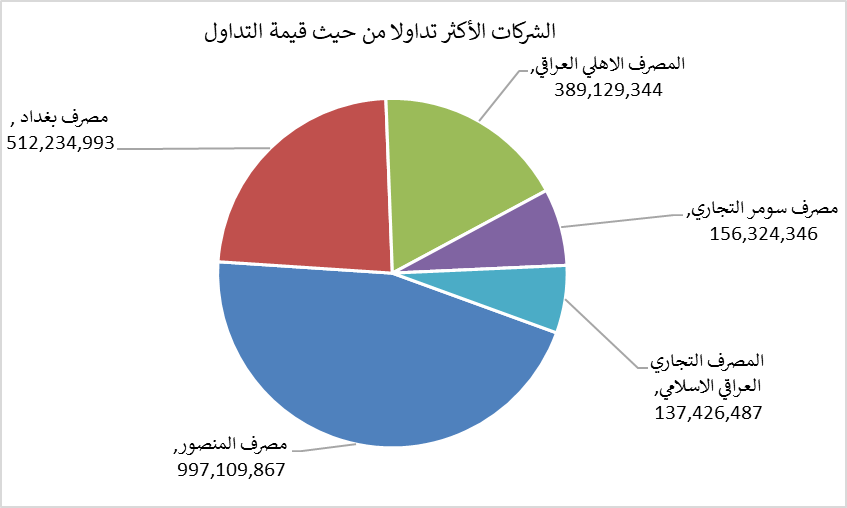 الشركات الأكثر تداولا من حيث قيمة التداول
المصرف الاهلي العراقي,
389,129,344
مصرف بغداد ,
512,234,993
مصرف سومر التجاري,
156,324,346
المصرف التجاري
العراقي الاسلامي,
137,426,487
مصرف المنصور,
997,109,867